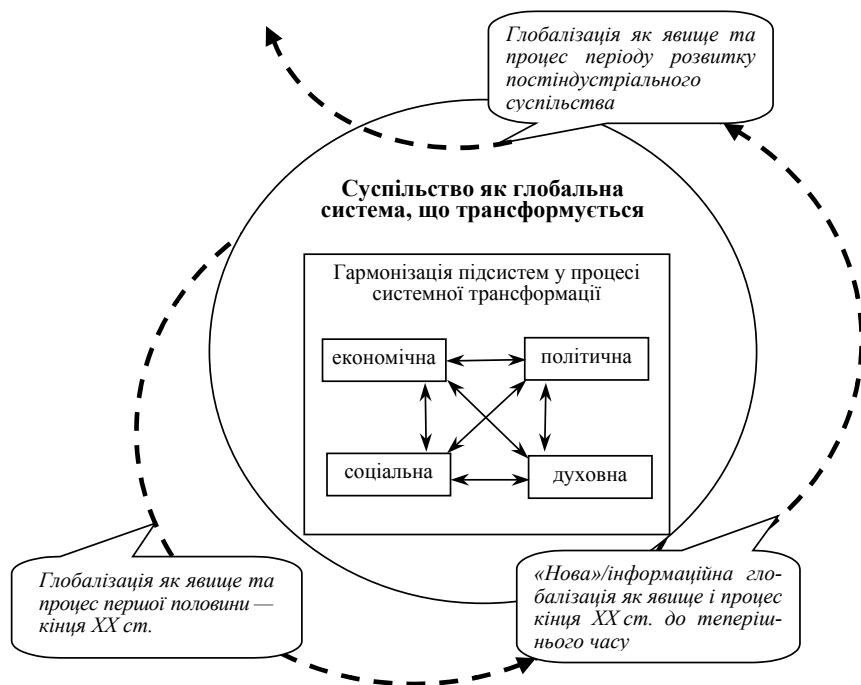 Глобалізація як явище та
процес періоду розвитку
постіндустріального
суспільства
Суспільство як глобальна
система, що трансформується
Гармонізація підсистем у процесі
системної трансформації
економічна
політична
соціальна
духовна
Глобалізація як явище та
процес першої половини —
кінця XX ст.
«Нова»/інформаційна гло-
балізація як явище і процес
кінця XX ст. до теперіш-
нього часу